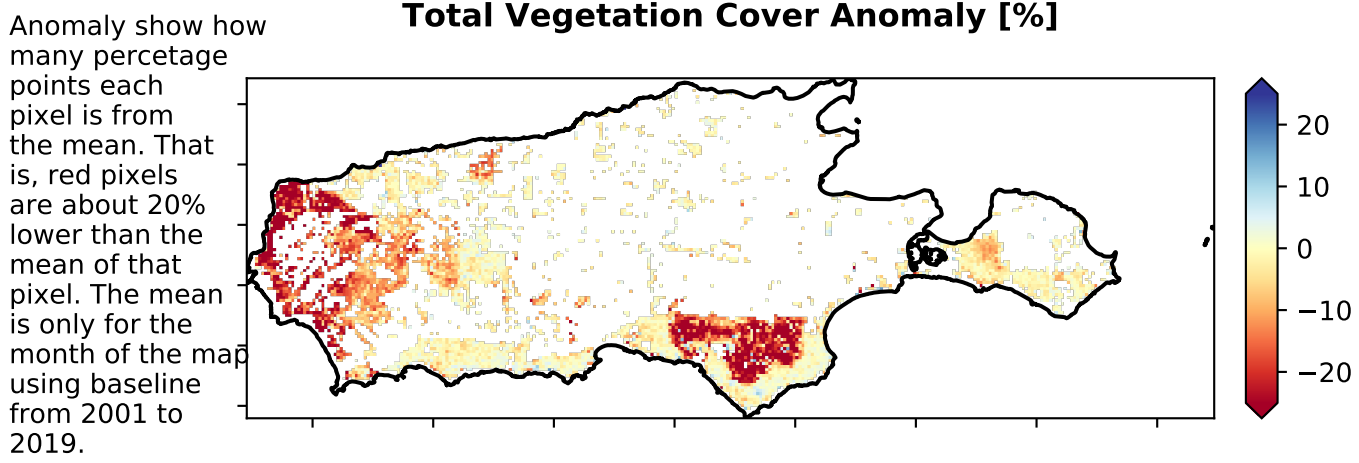 Total Vegetation Cover Anomaly [%]
Anomaly show how
many percetage
points each
pixel is from
the mean. That
is, red pixels
are about 20%
lower than the
mean of that
pixel. The mean
is only for the
month of the map
using baseline
from 2001 to
2019.
20
10
0
−10
−20